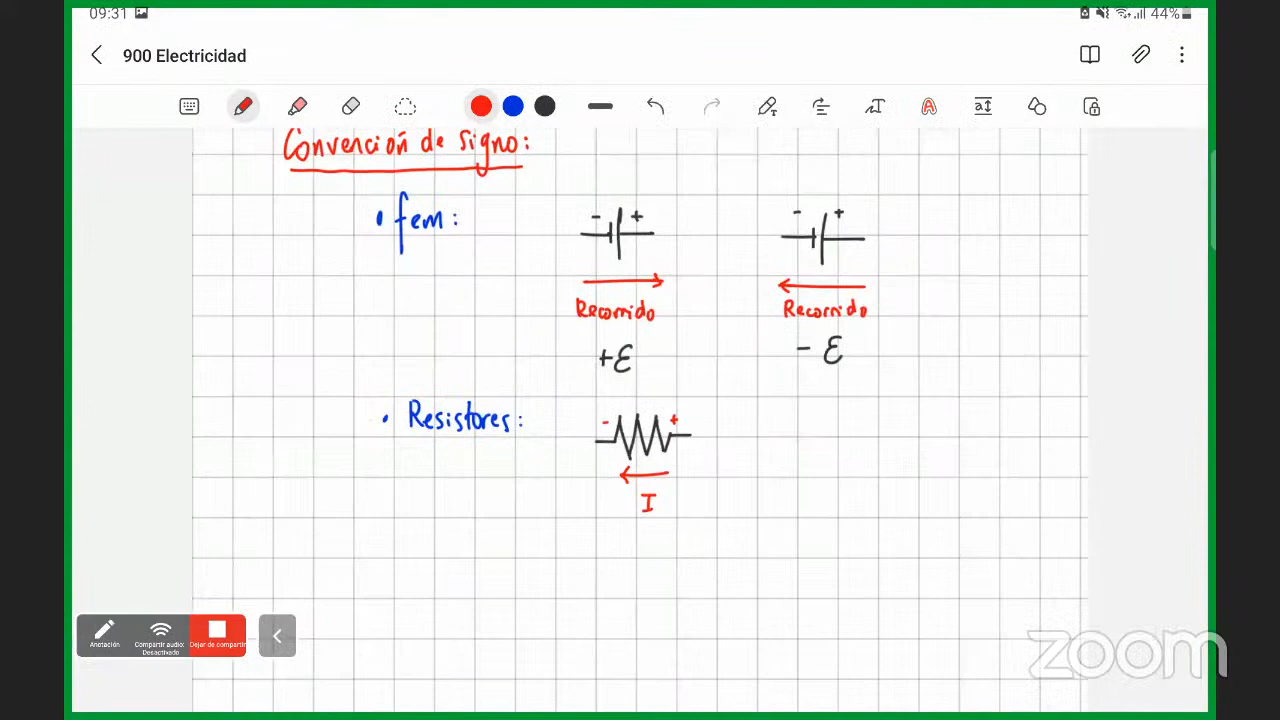 09:31
44%
900 Electricidad
Convención de signo:
• fem:
- +
- +
Recorrido
Recorrido
+ε
- ε
• Resistores:
- +
I
Anotación
Compartir audio: Desactivado
Dejar de compartir
zoom